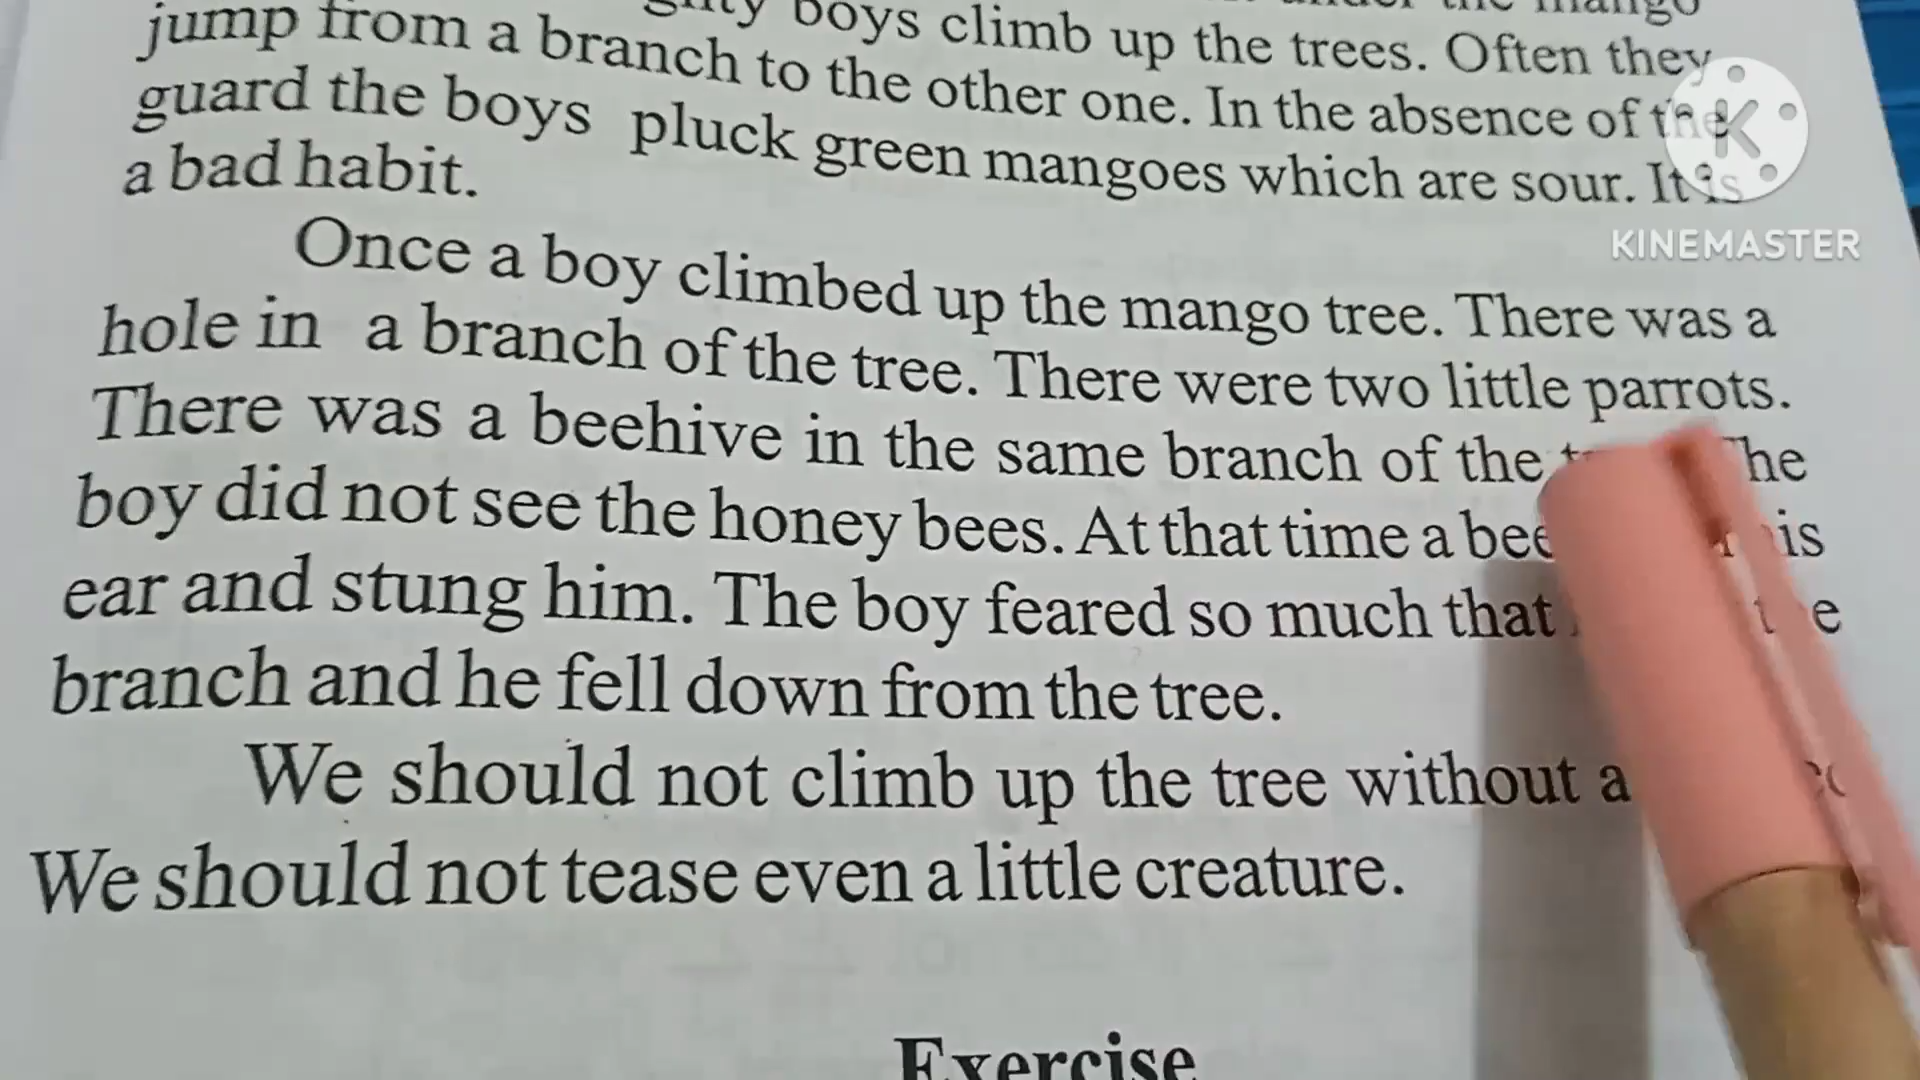 boys climb up the trees. Often they
jump from a branch to the other one. In the absence of the
guard the boys pluck green mangoes which are sour. It is
a bad habit.
Once a boy climbed up the mango tree. There was a
hole in a branch of the tree. There were two little parrots.
There was a beehive in the same branch of the
boy did not see the honey bees. At that time a bee
ear and stung him. The boy feared so much that
branch and he fell down from the tree.
We should not climb up the tree without a
We should not tease even a little creature.
Exercise
KINEMASTER